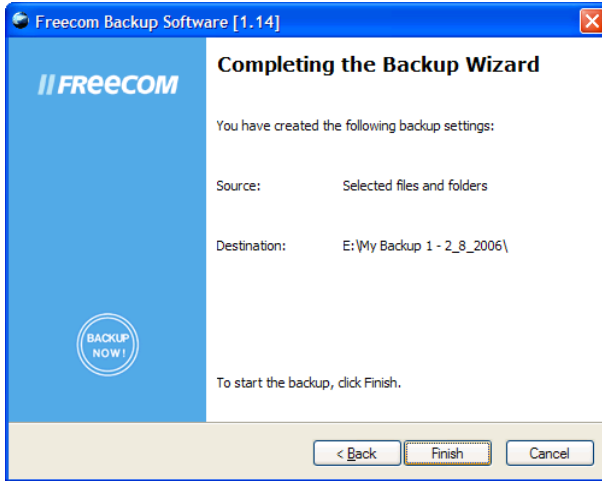 Freecom Backup Software [1.14]
FREECOM
Completing the Backup Wizard
You have created the following backup settings:
Source: Selected files and folders
Destination: E:\My Backup 1 - 2_8_2006\
BACKUP
NOW!
To start the backup, click Finish.
< Back Finish Cancel